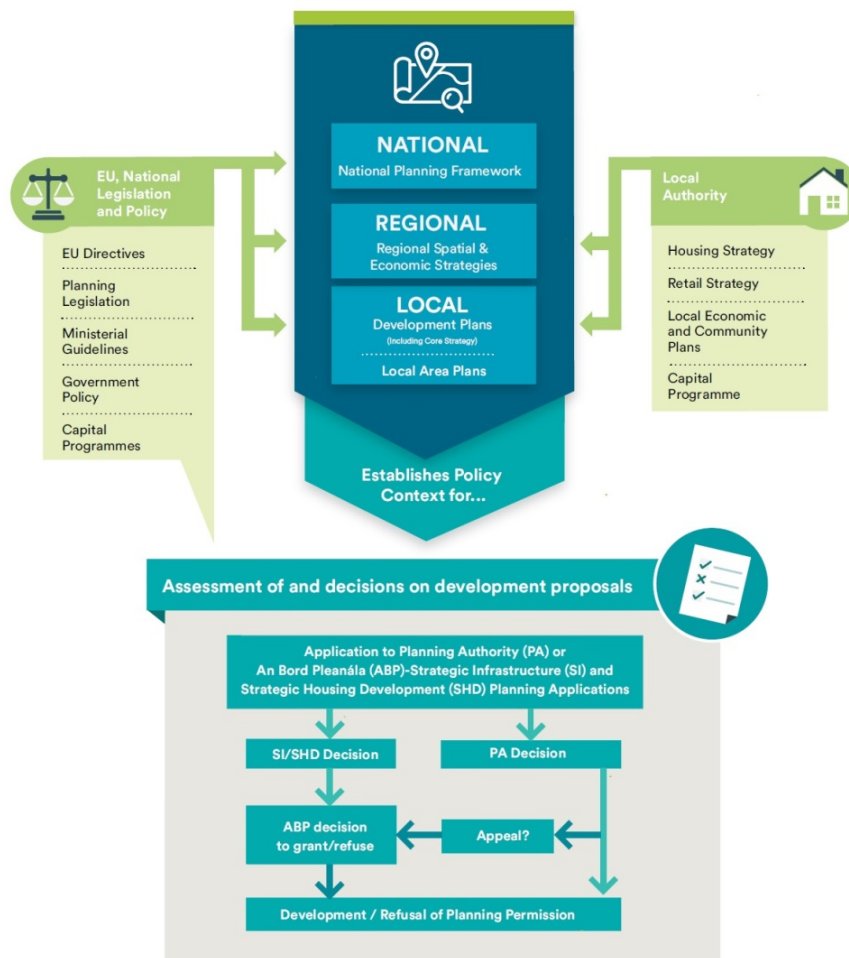 NATIONAL
National Planning Framework
EU, National
Legislation
and Policy
EU Directives
Planning
Legislation
Ministerial
Guidelines
Government
Policy
Capital
Programmes
REGIONAL
Regional Spatial &
Economic Strategies
LOCAL
Development Plans
(Including Core Strategy)
Local Area Plans
Local
Authority
Housing Strategy
Retail Strategy
Local Economic
and Community
Plans
Capital
Programme
Establishes Policy
Context for...
Assessment of and decisions on development proposals
Application to Planning Authority (PA) or
An Bord Pleanála (ABP)-Strategic Infrastructure (SI) and
Strategic Housing Development (SHD) Planning Applications
SI/SHD Decision
PA Decision
ABP decision
to grant/refuse
Appeal?
Development / Refusal of Planning Permission